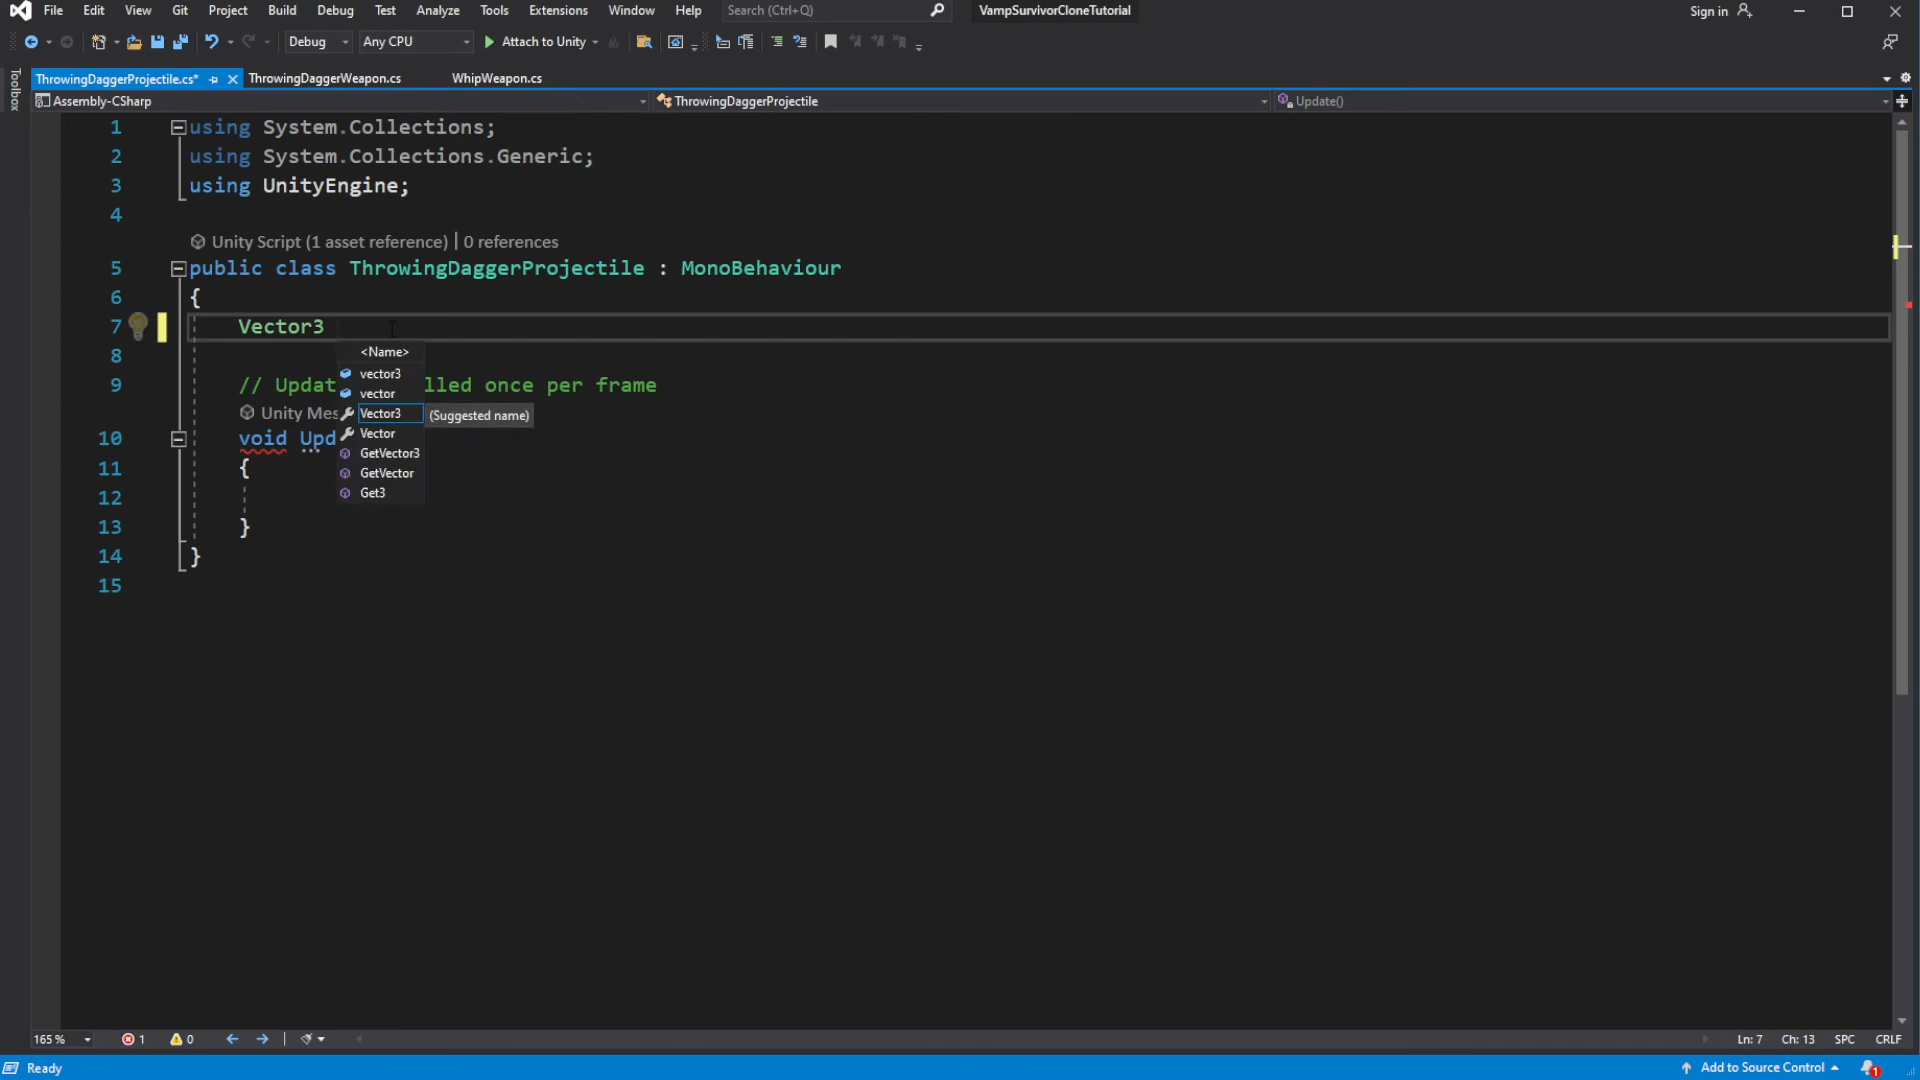 File Edit View Git Project Build Debug Test Analyze Tools Extensions Window Help Search (Ctrl+Q) VampSurvivorCloneTutorial Sign in
Debug Any CPU Attach to Unity
Toolbox
ThrowingDaggerProjectile.cs* ThrowingDaggerWeapon.cs WhipWeapon.cs
Assembly-CSharp ThrowingDaggerProjectile Update()
1 using System.Collections;
2 using System.Collections.Generic;
3 using UnityEngine;
4
Unity Script (1 asset reference) | 0 references
5 public class ThrowingDaggerProjectile : MonoBehaviour
6 {
7 Vector3
<Name>
8
vector3
9 // Updat lled once per frame
vector
Unity Mes Vector3 (Suggested name)
10 void Upd Vector
GetVector3
11 {
GetVector
12 Get3
13 }
14 }
15
165 % 1 0 Ln: 7 Ch: 13 SPC CRLF
Ready Add to Source Control 1